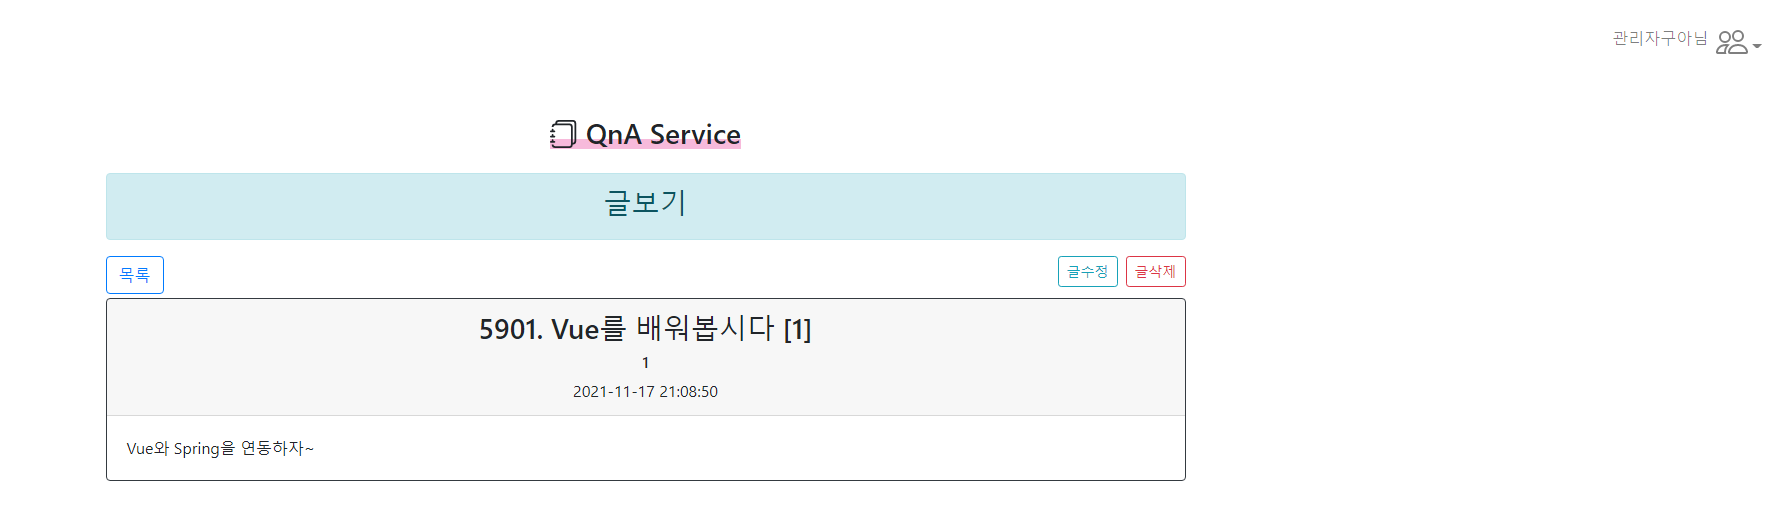 관리자구아님
QnA Service
글보기
목록
글수정 글삭제
5901. Vue를 배워봅시다 [1]
1
2021-11-17 21:08:50
Vue와 Spring을 연동하자~